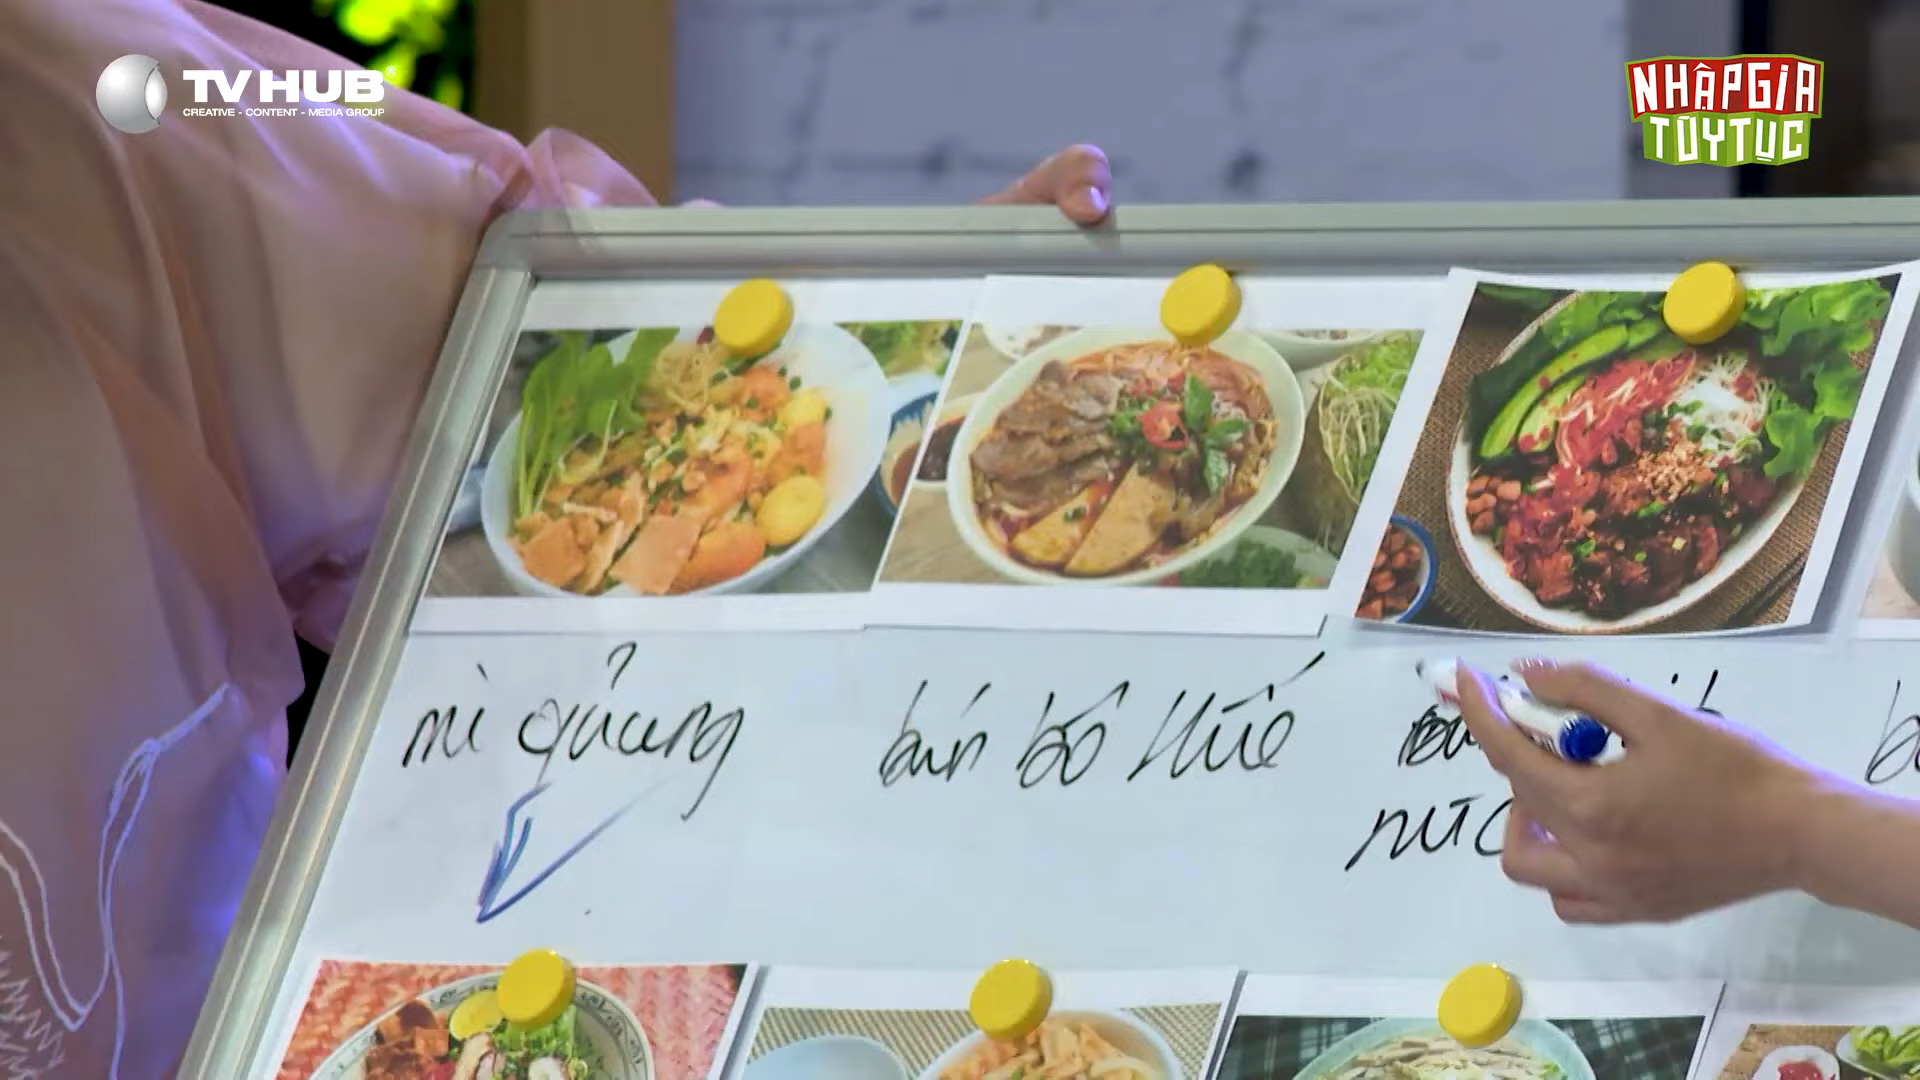 TV HUB
CREATIVE - CONTENT - MEDIA GROUP
NHẬP GIA
TÙY TỤC
mì quảng
bún bò Huế